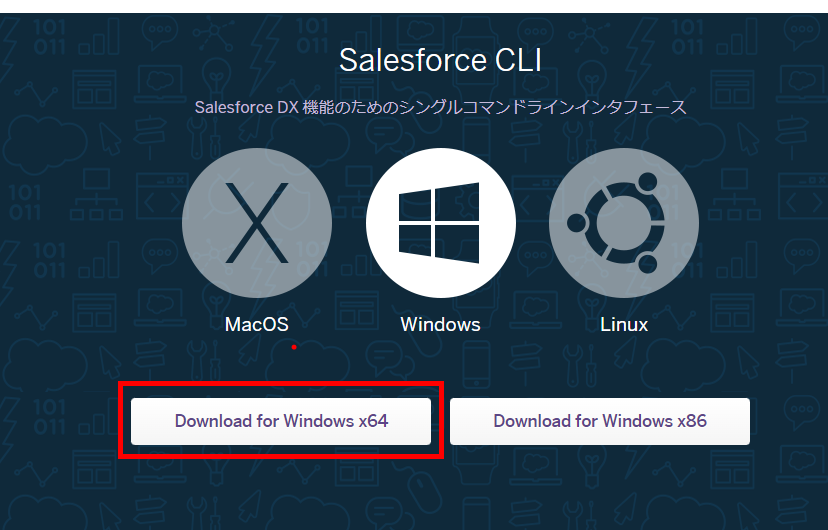 Salesforce CLI
Salesforce DX 機能のためのシングルコマンドラインインタフェース
MacOS
Windows
Linux
Download for Windows x64
Download for Windows x86